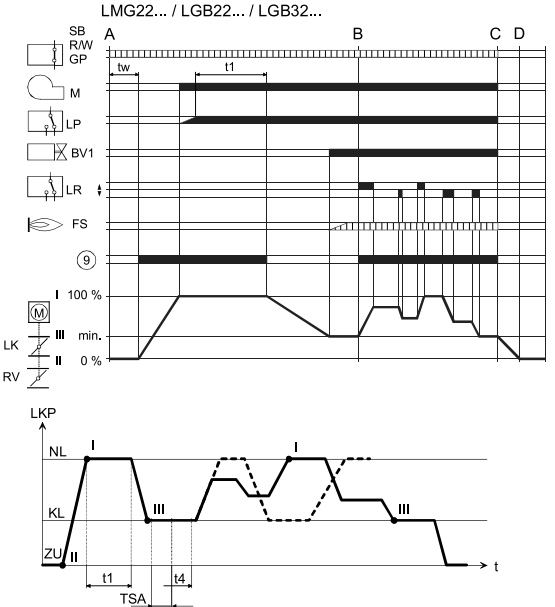 LMG22... / LGB22... / LGB32...
SB
R/W
GP
A
B
C
D
tw
t1
M
LP
BV1
LR
FS
9
I 100 %
M
III min.
LK
II 0 %
RV
LKP
NL
I
I
KL
III
III
ZU
II
t
t1
t4
TSA